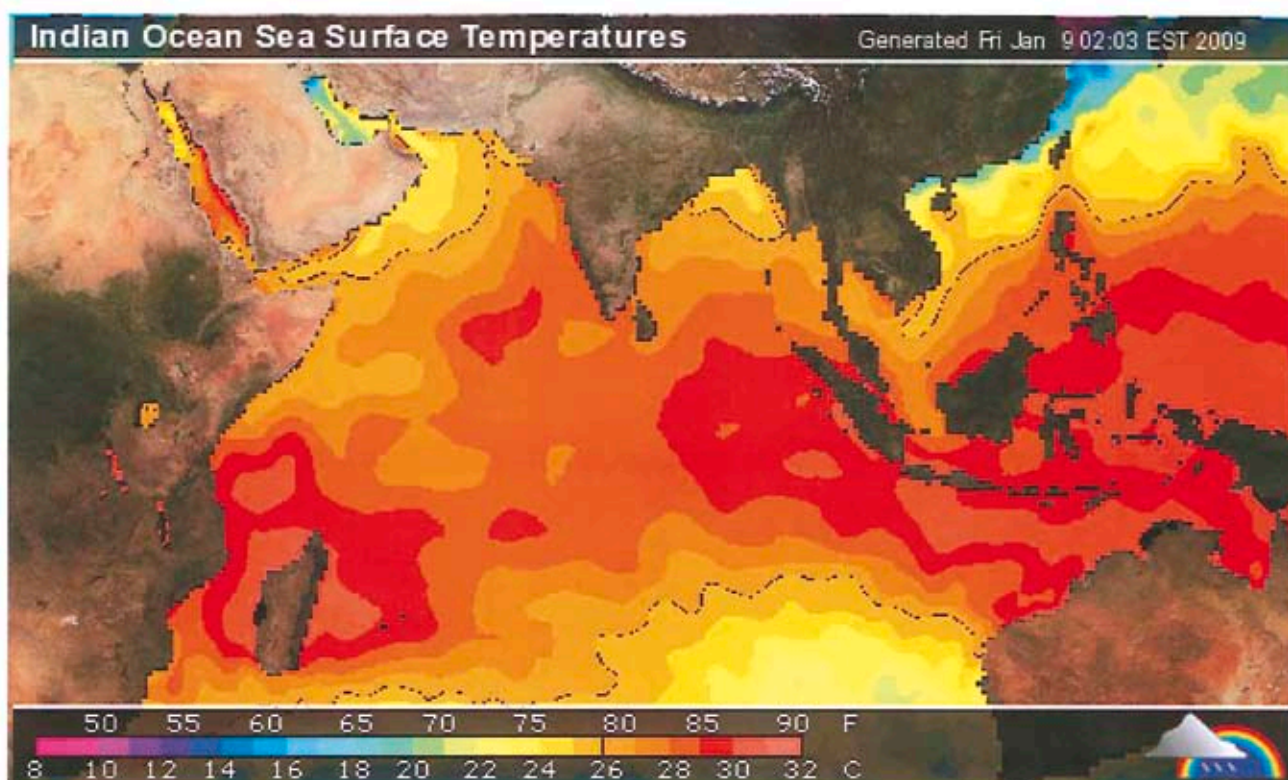 Indian Ocean Sea Surface Temperatures
Generated Fri Jan 9 02:03 EST 2009
50 55 60 65 70 75 80 85 90 F
8 10 12 14 16 18 20 22 24 26 28 30 32 C